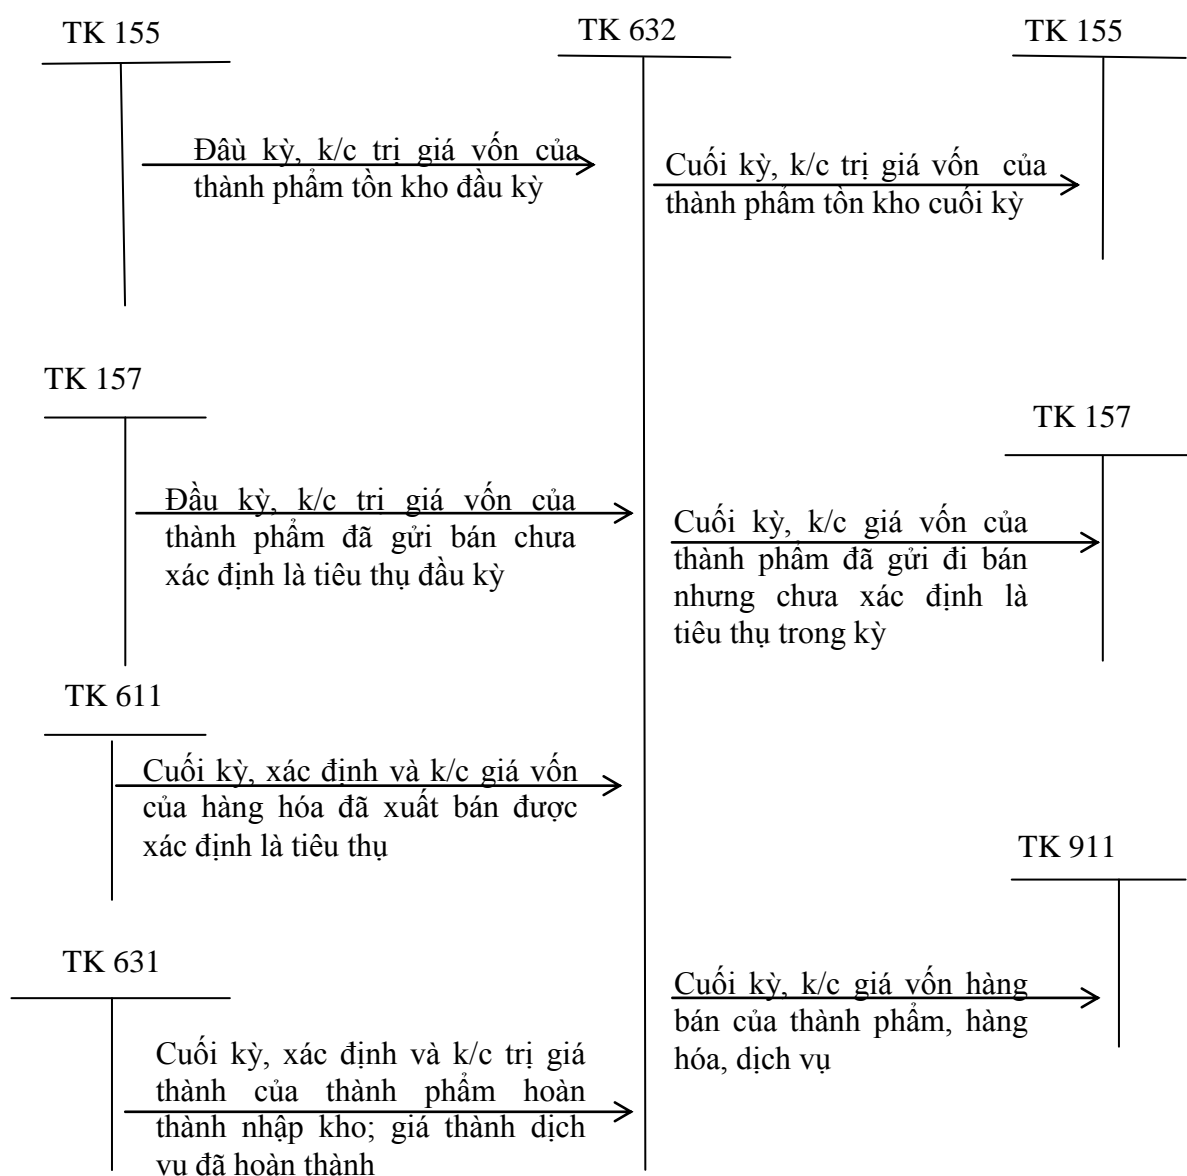 TK 155
TK 632
TK 155
Đâù kỳ, k/c trị giá vốn của
thành phẩm tồn kho đầu kỳ
Cuối kỳ, k/c trị giá vốn của
thành phẩm tồn kho cuối kỳ
TK 157
TK 157
Đầu kỳ, k/c trị giá vốn của
thành phẩm đã gửi bán chưa
xác định là tiêu thụ đầu kỳ
Cuối kỳ, k/c giá vốn của
thành phẩm đã gửi đi bán
nhưng chưa xác định là
tiêu thụ trong kỳ
TK 611
Cuối kỳ, xác định và k/c giá vốn
của hàng hóa đã xuất bán được
xác định là tiêu thụ
TK 911
TK 631
Cuối kỳ, k/c giá vốn hàng
bán của thành phẩm, hàng
hóa, dịch vụ
Cuối kỳ, xác định và k/c trị giá
thành của thành phẩm hoàn
thành nhập kho; giá thành dịch
vụ đã hoàn thành